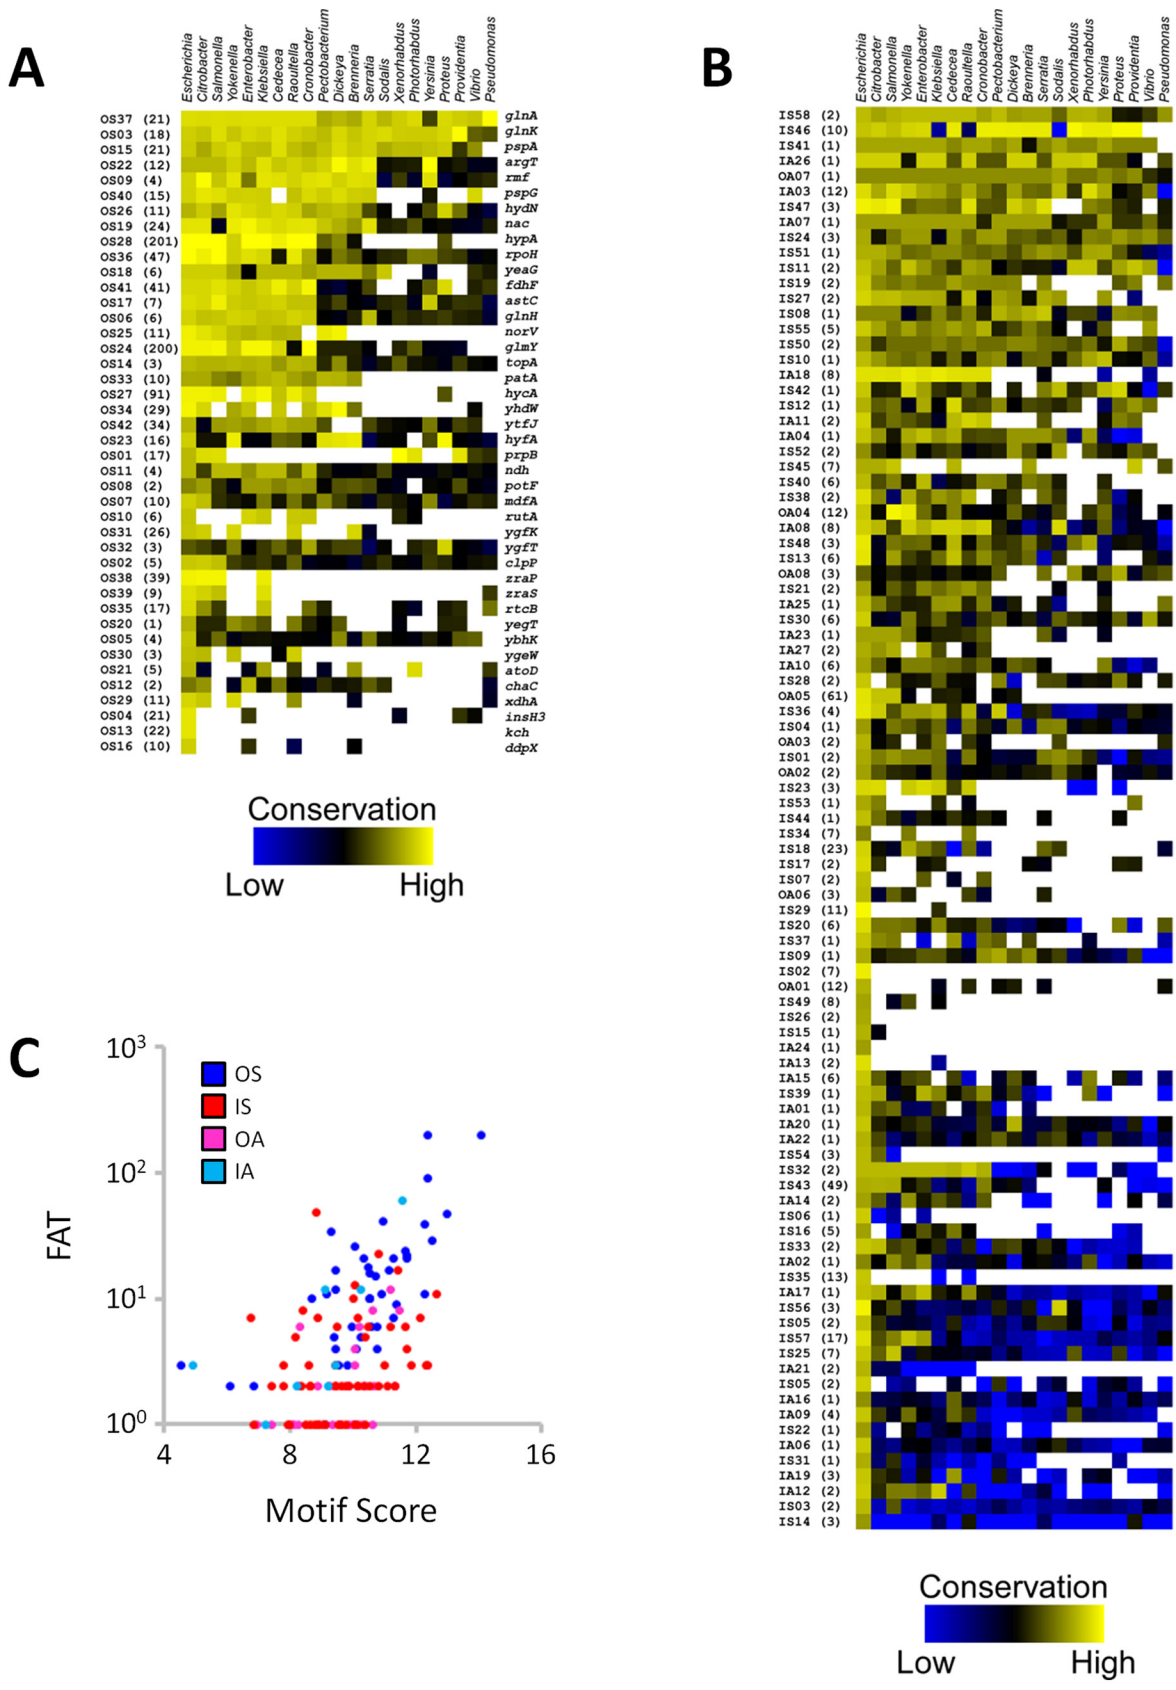 A
Escherichia
Citrobacter
Salmonella
Yokenella
Enterobacter
Klebsiella
Cedecea
Raoultella
Cronobacter
Pectobacterium
Dickeya
Brenneria
Serratia
Sodalis
Xenorhabdus
Photorhabdus
Yersinia
Proteus
Providentia
Vibrio
Pseudomonas
OS37 (21) glnA
OS03 (18) glnK
OS15 (21) pspA
OS22 (12) argT
OS09 (4) rmf
OS40 (15) pspG
OS26 (11) hydN
OS19 (24) nac
OS28 (201) hypA
OS36 (47) rpoH
OS18 (6) yeaG
OS41 (41) fdhF
OS17 (7) astC
OS06 (6) glnH
OS25 (11) norV
OS24 (200) glmY
OS14 (3) topA
OS33 (10) patA
OS27 (91) hycA
OS34 (29) yhdW
OS42 (34) ytfJ
OS23 (16) hyfA
OS01 (17) prpB
OS11 (4) ndh
OS08 (2) potF
OS07 (10) mdfA
OS10 (6) rutA
OS31 (26) ygfK
OS32 (3) ygfT
OS02 (5) clpP
OS38 (39) zraP
OS39 (9) zraS
OS35 (17) rtcB
OS20 (1) yegT
OS05 (4) ybhK
OS30 (3) ygeW
OS21 (5) atoD
OS12 (2) chaC
OS29 (11) xdhA
OS04 (21) insH3
OS13 (22) kch
OS16 (10) ddpX
Conservation
Low High
B
Escherichia
Citrobacter
Salmonella
Yokenella
Enterobacter
Klebsiella
Cedecea
Raoultella
Cronobacter
Pectobacterium
Dickeya
Brenneria
Serratia
Sodalis
Xenorhabdus
Photorhabdus
Yersinia
Proteus
Providentia
Vibrio
Pseudomonas
IS58 (2)
IS46 (10)
IS41 (1)
IA26 (1)
OA07 (1)
IA03 (12)
IS47 (3)
IA07 (1)
IS24 (3)
IS51 (1)
IS11 (2)
IS19 (2)
IS27 (2)
IS08 (1)
IS55 (5)
IS50 (2)
IS10 (1)
IA18 (8)
IS42 (1)
IS12 (1)
IA11 (2)
IA04 (1)
IS52 (2)
IS45 (7)
IS40 (6)
IS38 (2)
OA04 (12)
IA08 (8)
IS48 (3)
IS13 (6)
OA08 (3)
IS21 (2)
IA25 (1)
IS30 (6)
IA23 (1)
IA27 (2)
IA10 (6)
IS28 (2)
OA05 (61)
IS36 (4)
IS04 (1)
OA03 (2)
IS01 (2)
OA02 (2)
IS23 (3)
IS53 (1)
IS44 (1)
IS34 (7)
IS18 (23)
IS17 (2)
IS07 (2)
OA06 (3)
IS29 (11)
IS20 (6)
IS37 (1)
IS09 (1)
IS02 (7)
OA01 (12)
IS49 (8)
IS26 (2)
IS15 (1)
IA24 (1)
IA13 (2)
IA15 (6)
IS39 (1)
IA01 (1)
IA20 (1)
IA22 (1)
IS54 (3)
IS32 (2)
IS43 (49)
IA14 (2)
IS06 (1)
IS16 (5)
IS33 (2)
IA02 (1)
IS35 (13)
IA17 (1)
IS56 (3)
IS05 (2)
IS57 (17)
IS25 (7)
IA21 (2)
IS05 (2)
IA16 (1)
IA09 (4)
IS22 (1)
IA06 (1)
IS31 (1)
IA19 (3)
IA12 (2)
IS03 (2)
IS14 (3)
Conservation
Low High
C
10³
10²
10¹
10⁰
FAT
OS
IS
OA
IA
4 8 12 16
Motif Score